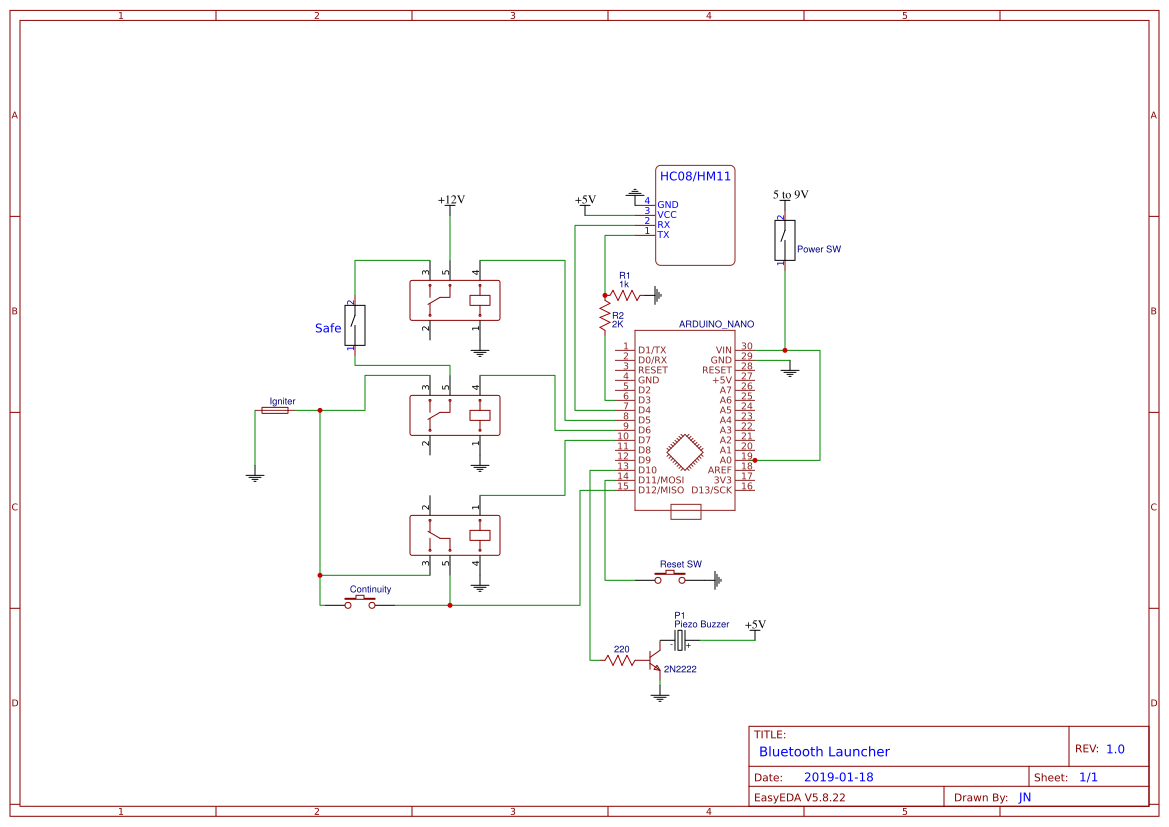 1 2 3 4 5
A A
B B
C C
D D
1 2 3 4 5
HC08/HM11
4 GND
3 VCC
2 RX
1 TX
+12V
+5V
5 to 9V
2
1
Power SW
3 5 4
2 1
2
1
Safe
R1
1k
R2
2K
ARDUINO_NANO
1 D1/TX VIN 30
2 D0/RX GND 29
3 RESET RESET 28
4 GND +5V 27
5 D2 A7 26
6 D3 A6 25
7 D4 A5 24
8 D5 A4 23
9 D6 A3 22
10 D7 A2 21
11 D8 A1 20
12 D9 A0 19
13 D10 AREF 18
14 D11/MOSI 3V3 17
15 D12/MISO D13/SCK 16
3 5 4
2 1
Igniter
2 1
3 5 4
Continuity
Reset SW
P1
Piezo Buzzer
- +
+5V
220
2N2222
TITLE:
Bluetooth Launcher
REV: 1.0
Date: 2019-01-18
Sheet: 1/1
EasyEDA V5.8.22
Drawn By: JN